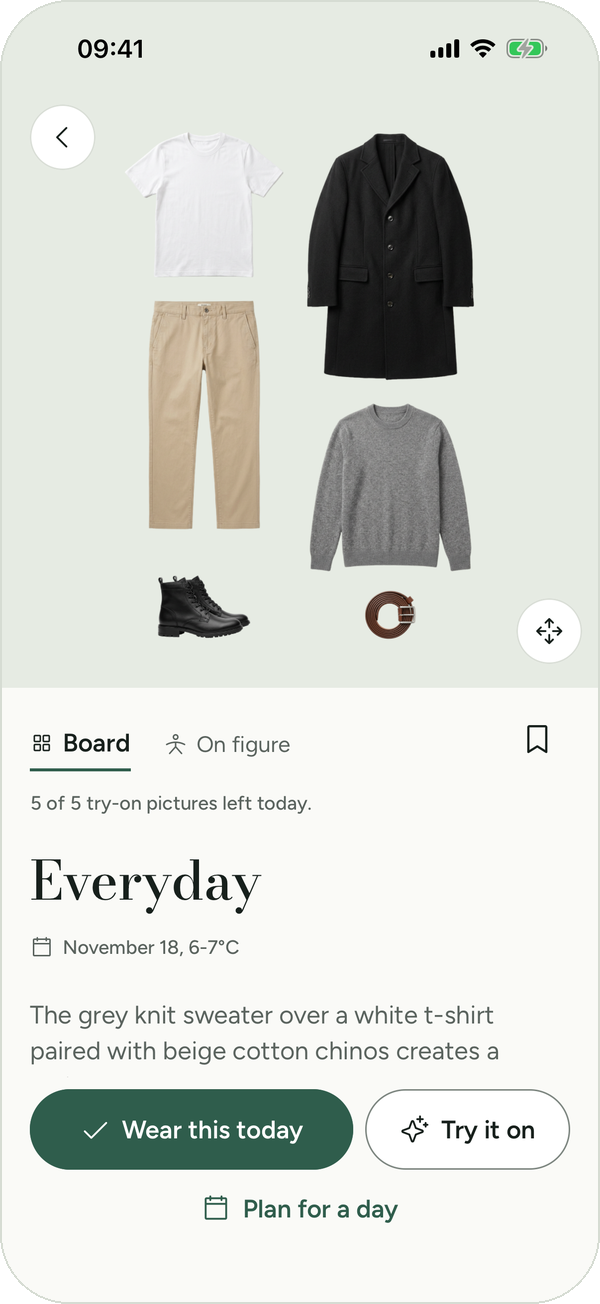 09:41
Board
On figure
5 of 5 try-on pictures left today.
Everyday
November 18, 6-7°C
The grey knit sweater over a white t-shirt
paired with beige cotton chinos creates a
Wear this today
Try it on
Plan for a day